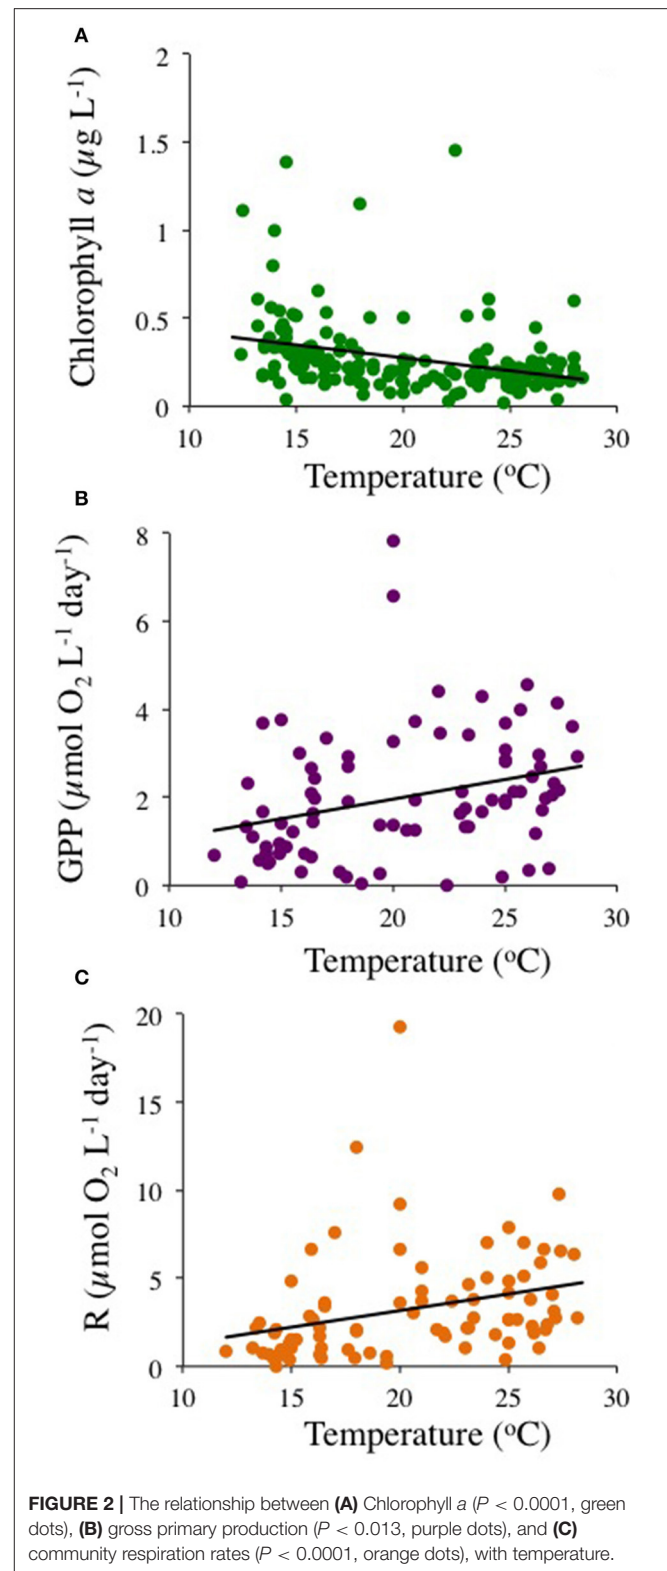 A
Chlorophyll a (µg L-1)
2
1.5
1
0.5
0
10 15 20 25 30
Temperature (oC)
B
GPP (µmol O2 L-1 day-1)
8
6
4
2
0
10 15 20 25 30
Temperature (oC)
C
R (µmol O2 L-1 day-1)
20
15
10
5
0
10 15 20 25 30
Temperature (oC)
FIGURE 2 | The relationship between (A) Chlorophyll a (P < 0.0001, green
dots), (B) gross primary production (P < 0.013, purple dots), and (C)
community respiration rates (P < 0.0001, orange dots), with temperature.